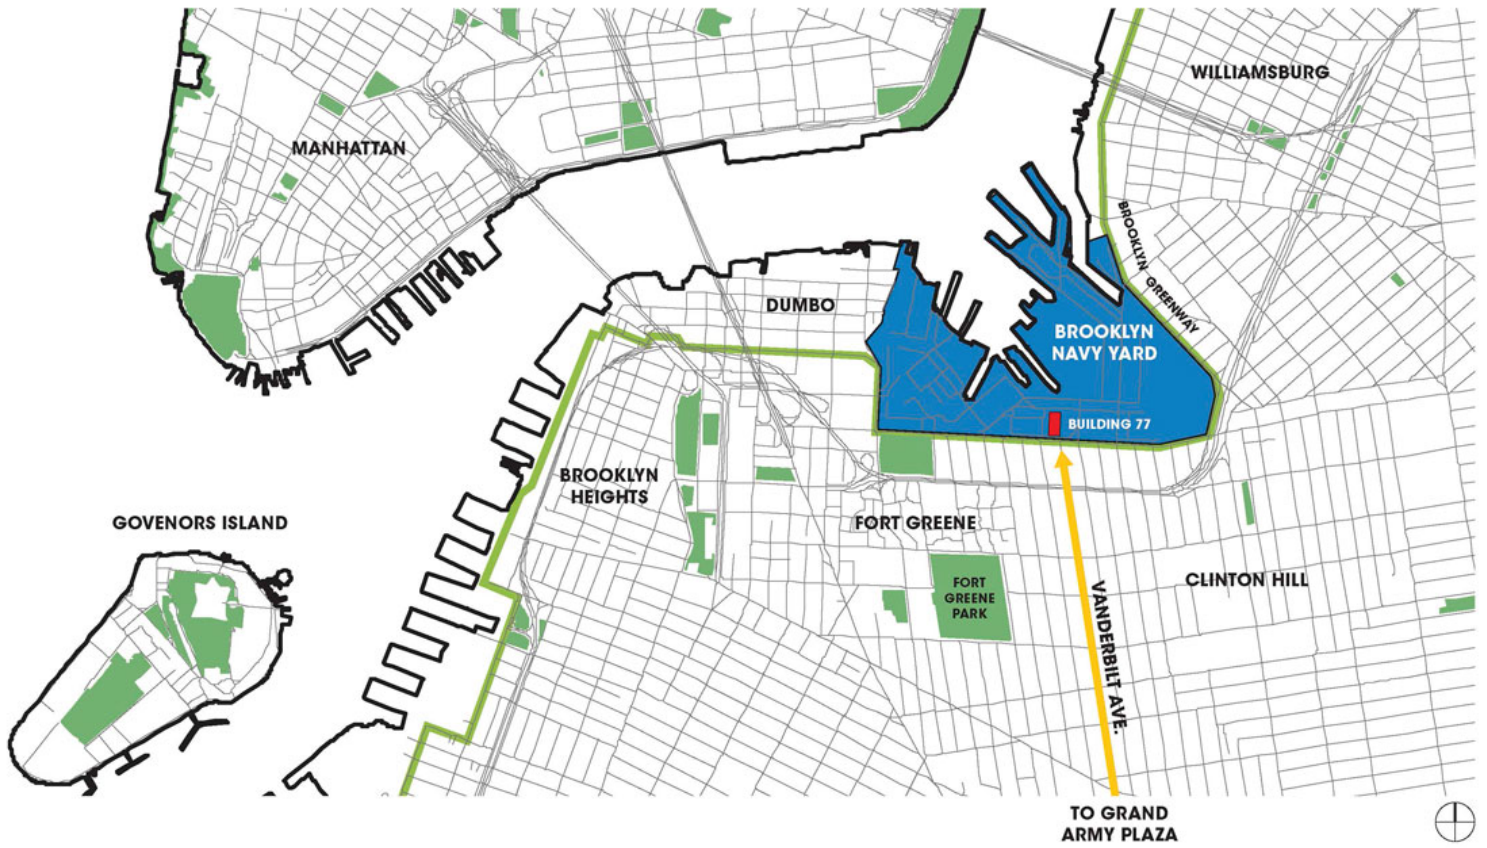 WILLIAMSBURG
MANHATTAN
BROOKLYN GREENWAY
DUMBO
BROOKLYN
NAVY YARD
BUILDING 77
BROOKLYN
HEIGHTS
GOVENORS ISLAND
FORT GREENE
FORT
GREENE
PARK
CLINTON HILL
VANDERBILT AVE.
TO GRAND
ARMY PLAZA